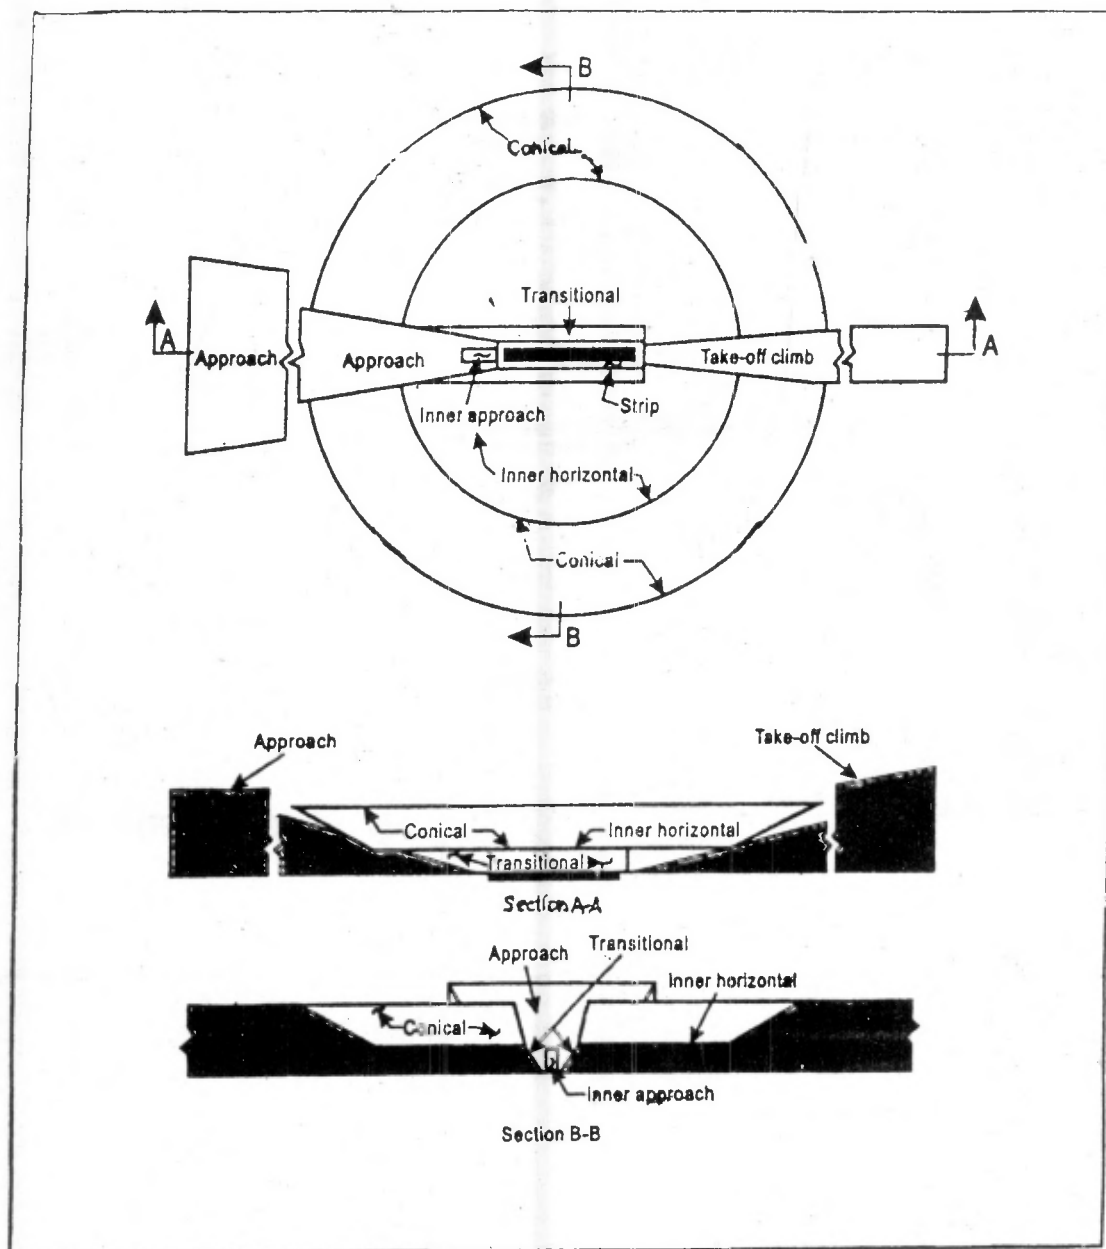 B
Conical
Transitional
A
Approach
Approach
Take-off climb
A
Inner approach
Strip
Inner horizontal
Conical
B
Approach
Take-off climb
Conical
Inner horizontal
Transitional
Section A-A
Transitional
Approach
Inner horizontal
Conical
Inner approach
Section B-B